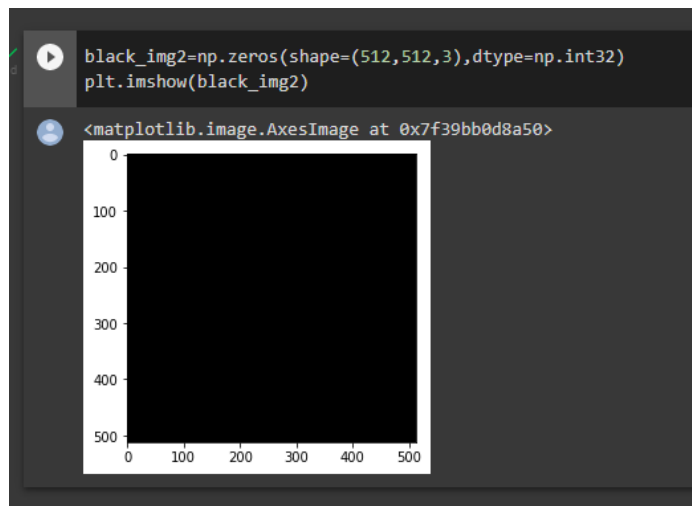 black_img2=np.zeros(shape=(512,512,3),dtype=np.int32)
plt.imshow(black_img2)
<matplotlib.image.AxesImage at 0x7f39bb0d8a50>
0
100
200
300
400
500
0 100 200 300 400 500